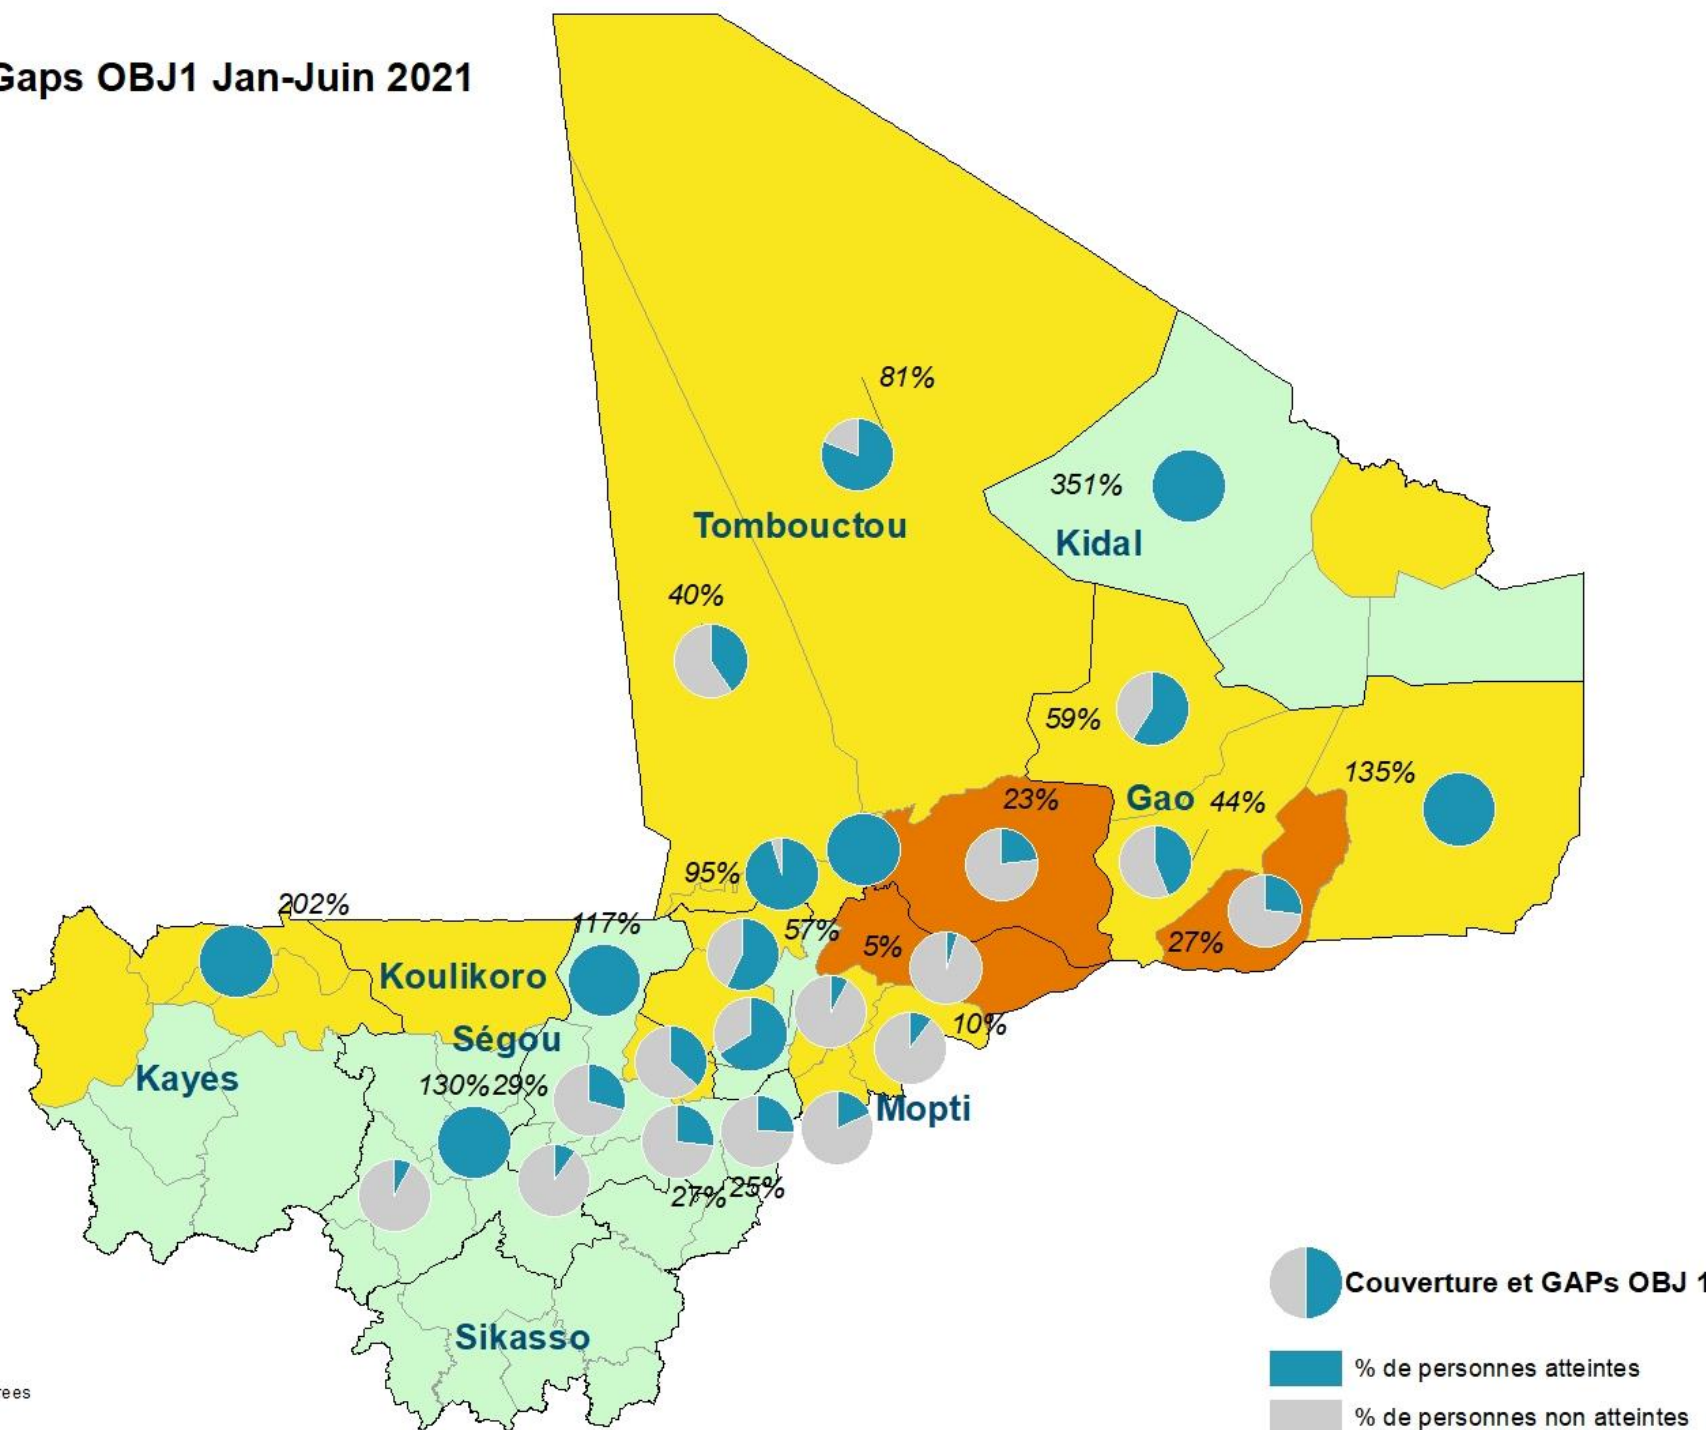 Gaps OBJ1 Jan-Juin 2021
81%
351%
Tombouctou
Kidal
40%
59%
135%
Gao
44%
23%
95%
202%
117%
57%
5%
27%
Koulikoro
Ségou
10%
Kayes
130%
29%
Mopti
27%
25%
Sikasso
Couverture et GAPs OBJ 1
% de personnes atteintes
% de personnes non atteintes